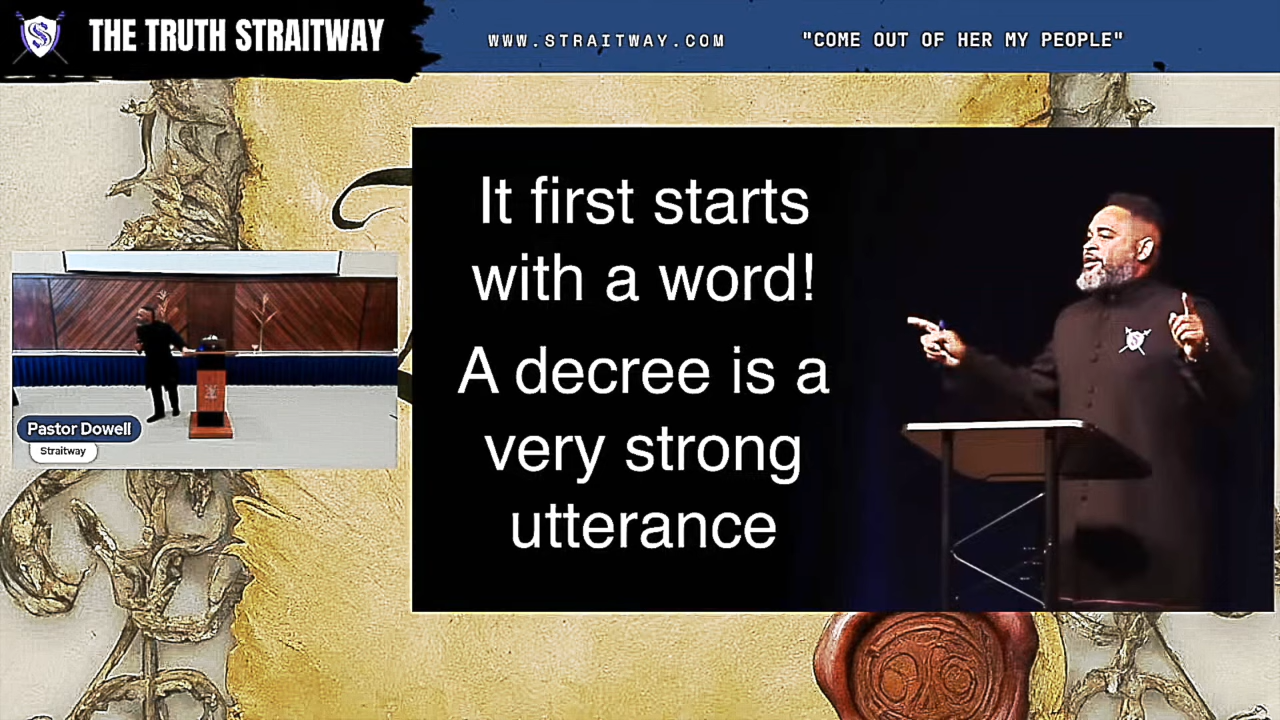 THE TRUTH STRAITWAY
WWW.STRAITWAY.COM
"COME OUT OF HER MY PEOPLE"
It first starts
with a word!
A decree is a
very strong
utterance
Pastor Dowell
Straitway